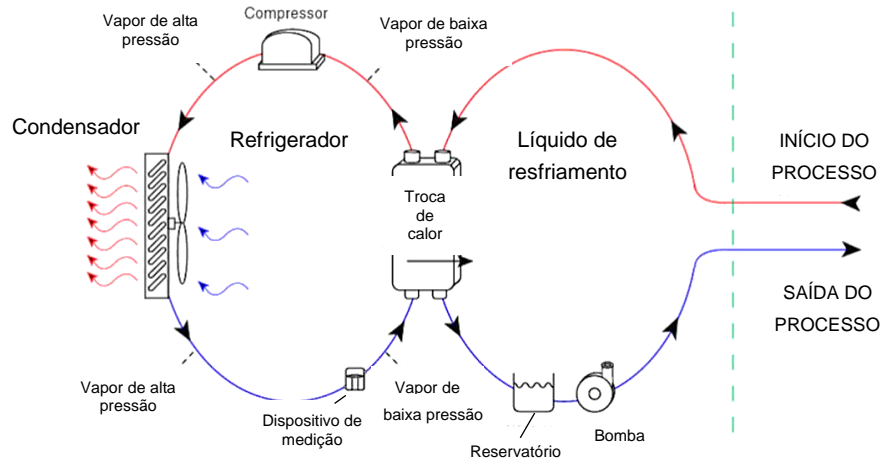 Compressor
Vapor de alta
pressão
Vapor de baixa
pressão
Condensador
Refrigerador
Líquido de
resfriamento
INÍCIO DO
PROCESSO
Troca
de
calor
SAÍDA DO
PROCESSO
Vapor de alta
pressão
Dispositivo de
medição
Vapor de
baixa pressão
Reservatório
Bomba